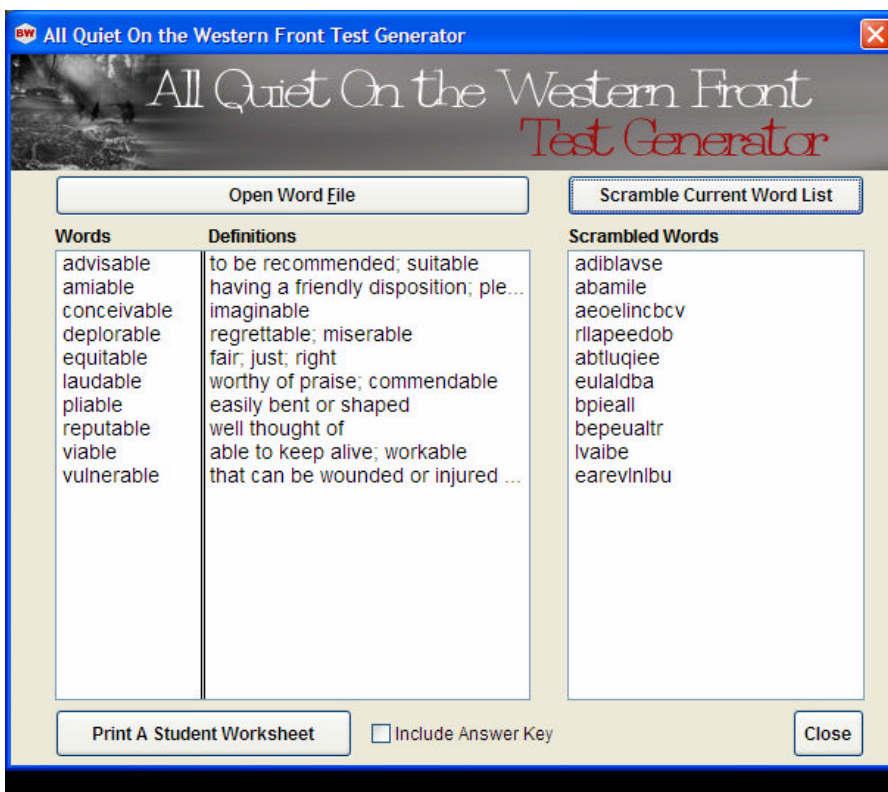 BW All Quiet On the Western Front Test Generator
All Quiet On the Western Front
Test Generator
Open Word File Scramble Current Word List
Words Definitions Scrambled Words
advisable to be recommended; suitable adiblavse
amiable having a friendly disposition; ple... abamile
conceivable imaginable aeoelincbcv
deplorable regrettable; miserable rllapeedob
equitable fair; just; right abtluqiee
laudable worthy of praise; commendable eulaldba
pliable easily bent or shaped bpieall
reputable well thought of bepeualtr
viable able to keep alive; workable lvaibe
vulnerable that can be wounded or injured ... earevlnlbu
Print A Student Worksheet Include Answer Key Close